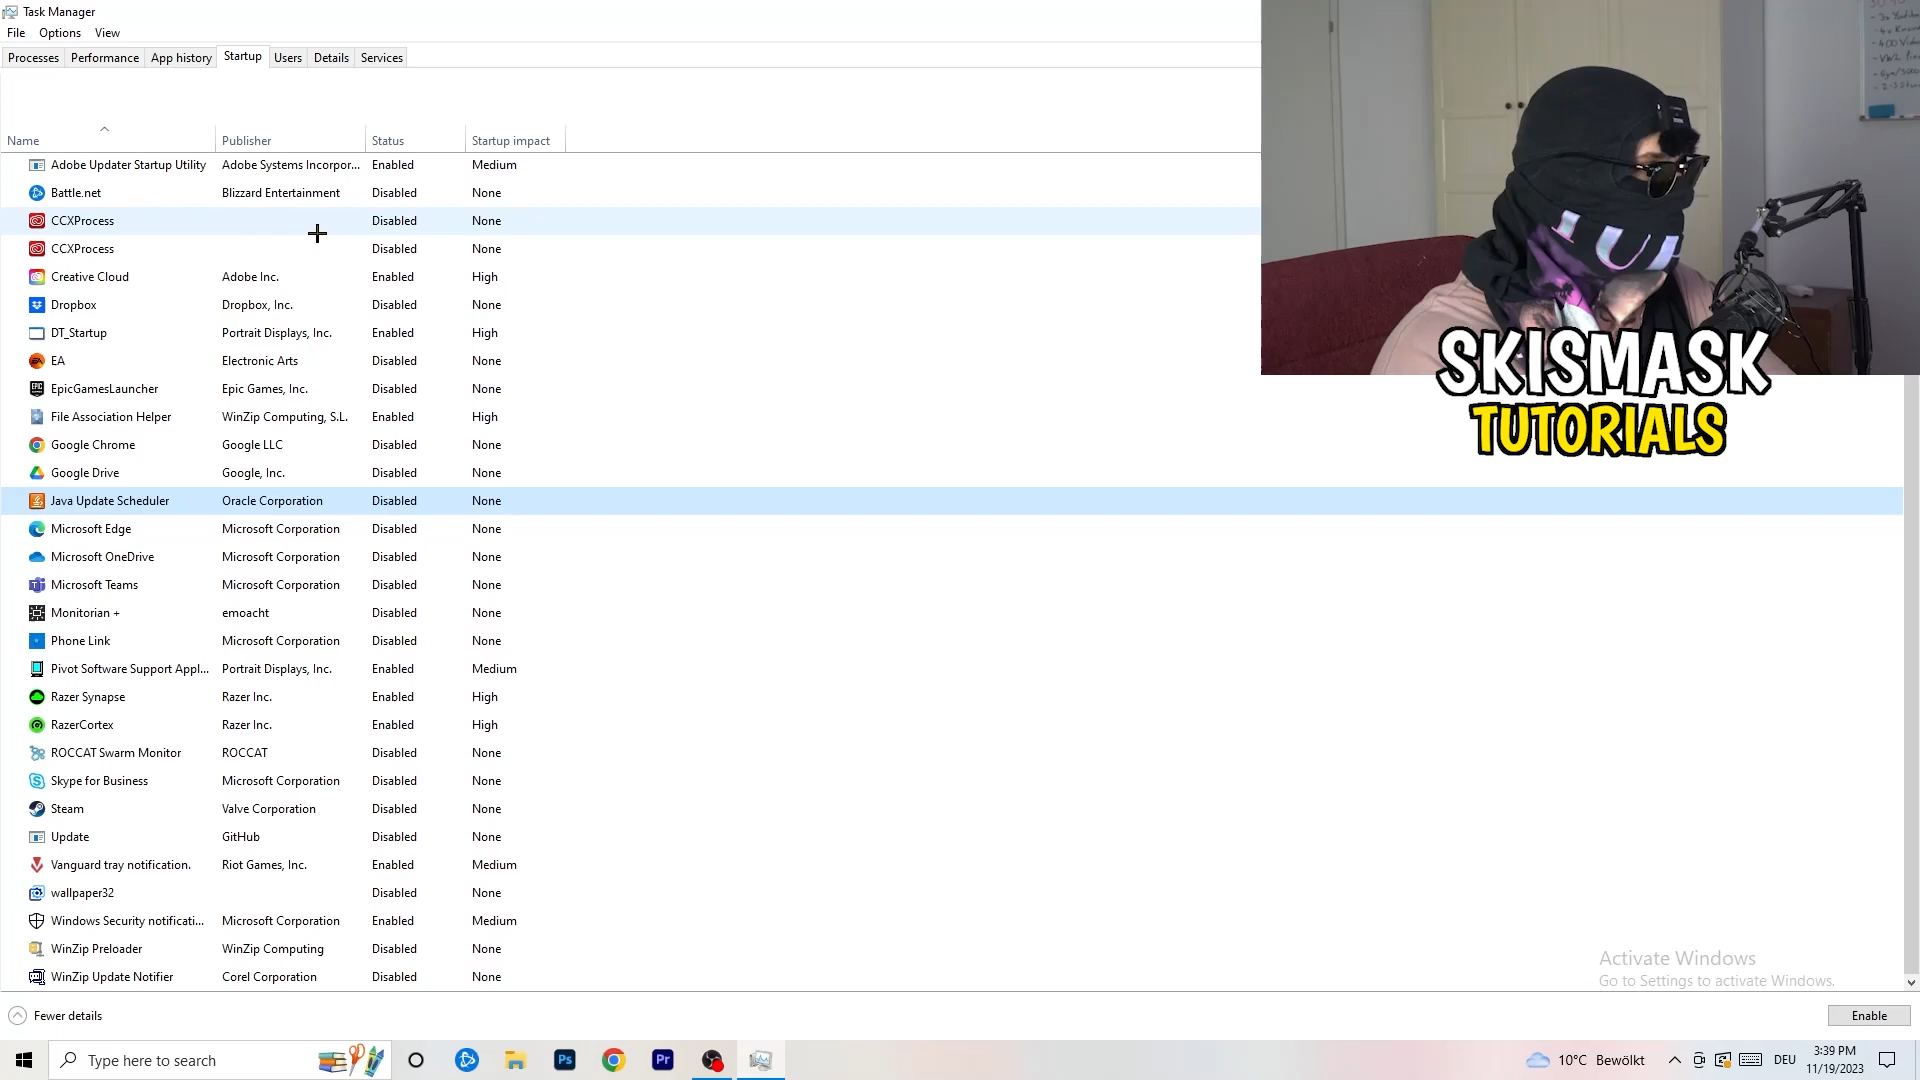 Task Manager
File Options View
Processes Performance App history Startup Users Details Services
Name Publisher Status Startup impact
Adobe Updater Startup Utility Adobe Systems Incorpor... Enabled Medium
Battle.net Blizzard Entertainment Disabled None
CCXProcess Disabled None
CCXProcess Disabled None
Creative Cloud Adobe Inc. Enabled High
Dropbox Dropbox, Inc. Disabled None
DT_Startup Portrait Displays, Inc. Enabled High
EA Electronic Arts Disabled None
EpicGamesLauncher Epic Games, Inc. Disabled None
File Association Helper WinZip Computing, S.L. Enabled High
Google Chrome Google LLC Disabled None
Google Drive Google, Inc. Disabled None
Java Update Scheduler Oracle Corporation Disabled None
Microsoft Edge Microsoft Corporation Disabled None
Microsoft OneDrive Microsoft Corporation Disabled None
Microsoft Teams Microsoft Corporation Disabled None
Monitorian + emoacht Disabled None
Phone Link Microsoft Corporation Disabled None
Pivot Software Support Appl... Portrait Displays, Inc. Enabled Medium
Razer Synapse Razer Inc. Enabled High
RazerCortex Razer Inc. Enabled High
ROCCAT Swarm Monitor ROCCAT Disabled None
Skype for Business Microsoft Corporation Disabled None
Steam Valve Corporation Disabled None
Update GitHub Disabled None
Vanguard tray notification. Riot Games, Inc. Enabled Medium
wallpaper32 Disabled None
Windows Security notificati... Microsoft Corporation Enabled Medium
WinZip Preloader WinZip Computing Disabled None
WinZip Update Notifier Corel Corporation Disabled None
SKISMASK
TUTORIALS
Activate Windows
Go to Settings to activate Windows.
Fewer details Enable
Type here to search
Ps
Pr
10°C Bewölkt
DEU
3:39 PM
11/19/2023